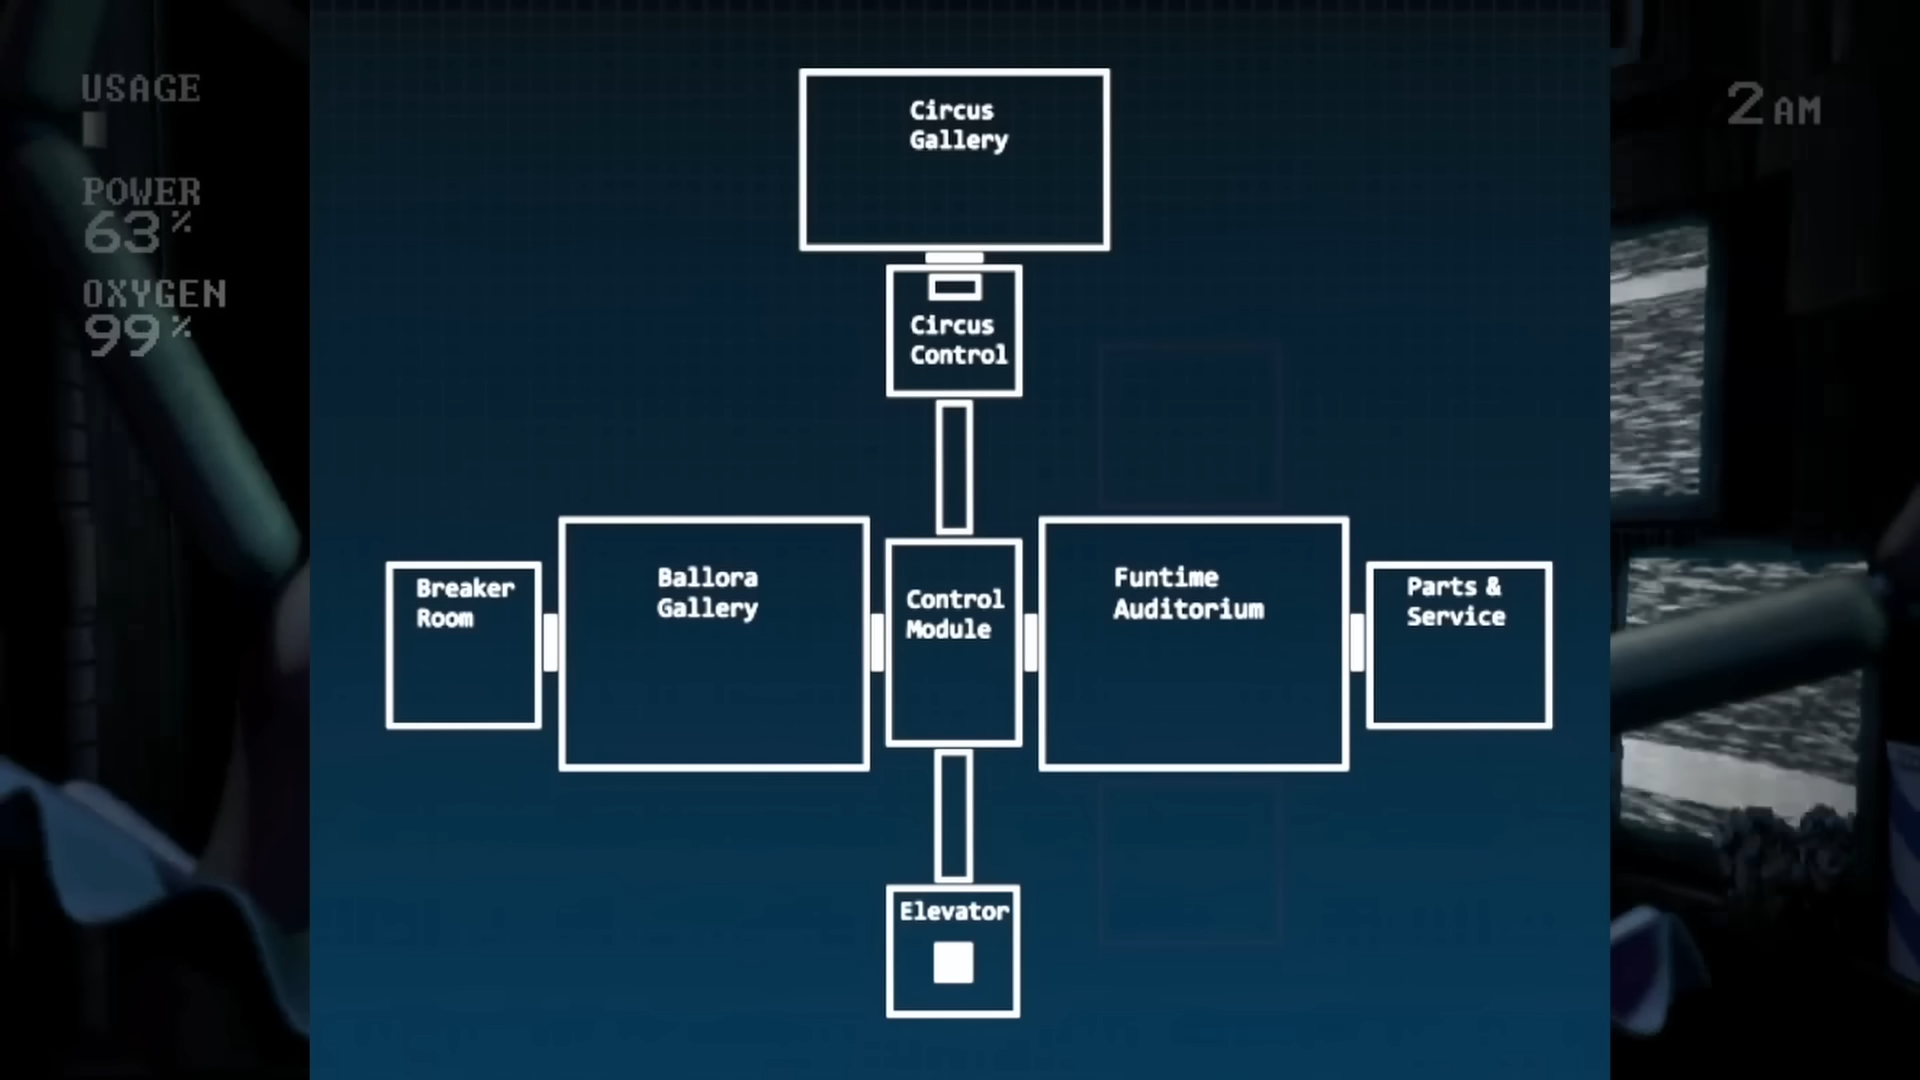 USAGE
POWER
63%
OXYGEN
99%
2 AM
Circus
Gallery
Circus
Control
Breaker
Room
Ballora
Gallery
Control
Module
Funtime
Auditorium
Parts &
Service
Elevator